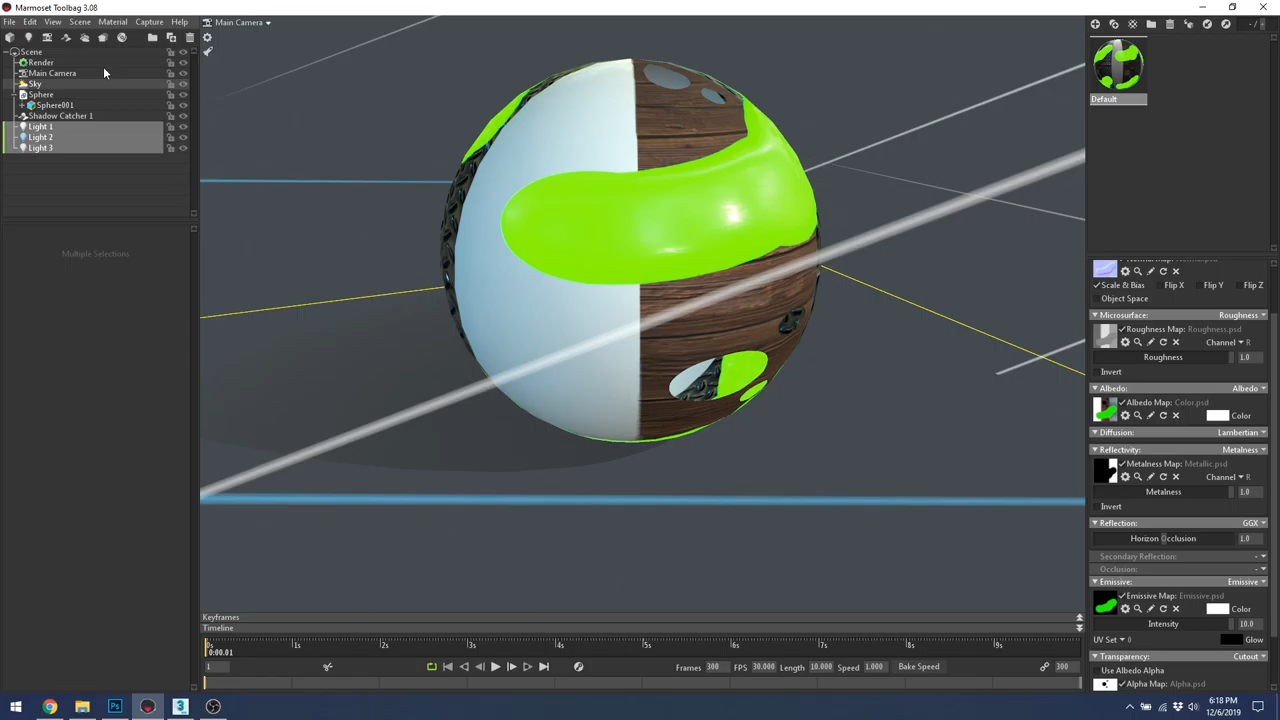 Marmoset Toolbag 3.08
File Edit View Scene Material Capture Help
Main Camera
- / +
Scene
Render
Main Camera
Sky
Sphere
Sphere001
Shadow Catcher 1
Light 1
Light 2
Light 3
Multiple Selections
Default
Scale & Bias Flip X Flip Y Flip Z
Object Space
Microsurface: Roughness
Roughness Map: Roughness.psd
Channel R
Roughness 1.0
Invert
Albedo: Albedo
Albedo Map: Color.psd
Color
Diffusion: Lambertian
Reflectivity: Metalness
Metalness Map: Metallic.psd
Channel R
Metalness 1.0
Invert
Reflection: GGX
Horizon Occlusion 1.0
Secondary Reflection: -
Occlusion: -
Emissive: Emissive
Emissive Map: Emissive.psd
Color
Intensity 10.0
UV Set 0 Glow
Transparency: Cutout
Use Albedo Alpha
Alpha Map: Alpha.psd
Keyframes
Timeline
0s 1s 2s 3s 4s 5s 6s 7s 8s 9s
0:00.01
1 Frames 300 FPS 30.000 Length 10.000 Speed 1.000 Bake Speed 300
6:18 PM
12/6/2019